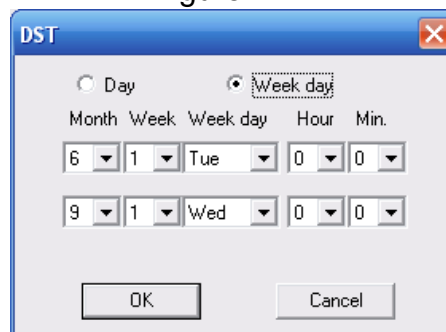 DST
Day Week day
Month Week Week day Hour Min.
6 1 Tue 0 0
9 1 Wed 0 0
OK Cancel